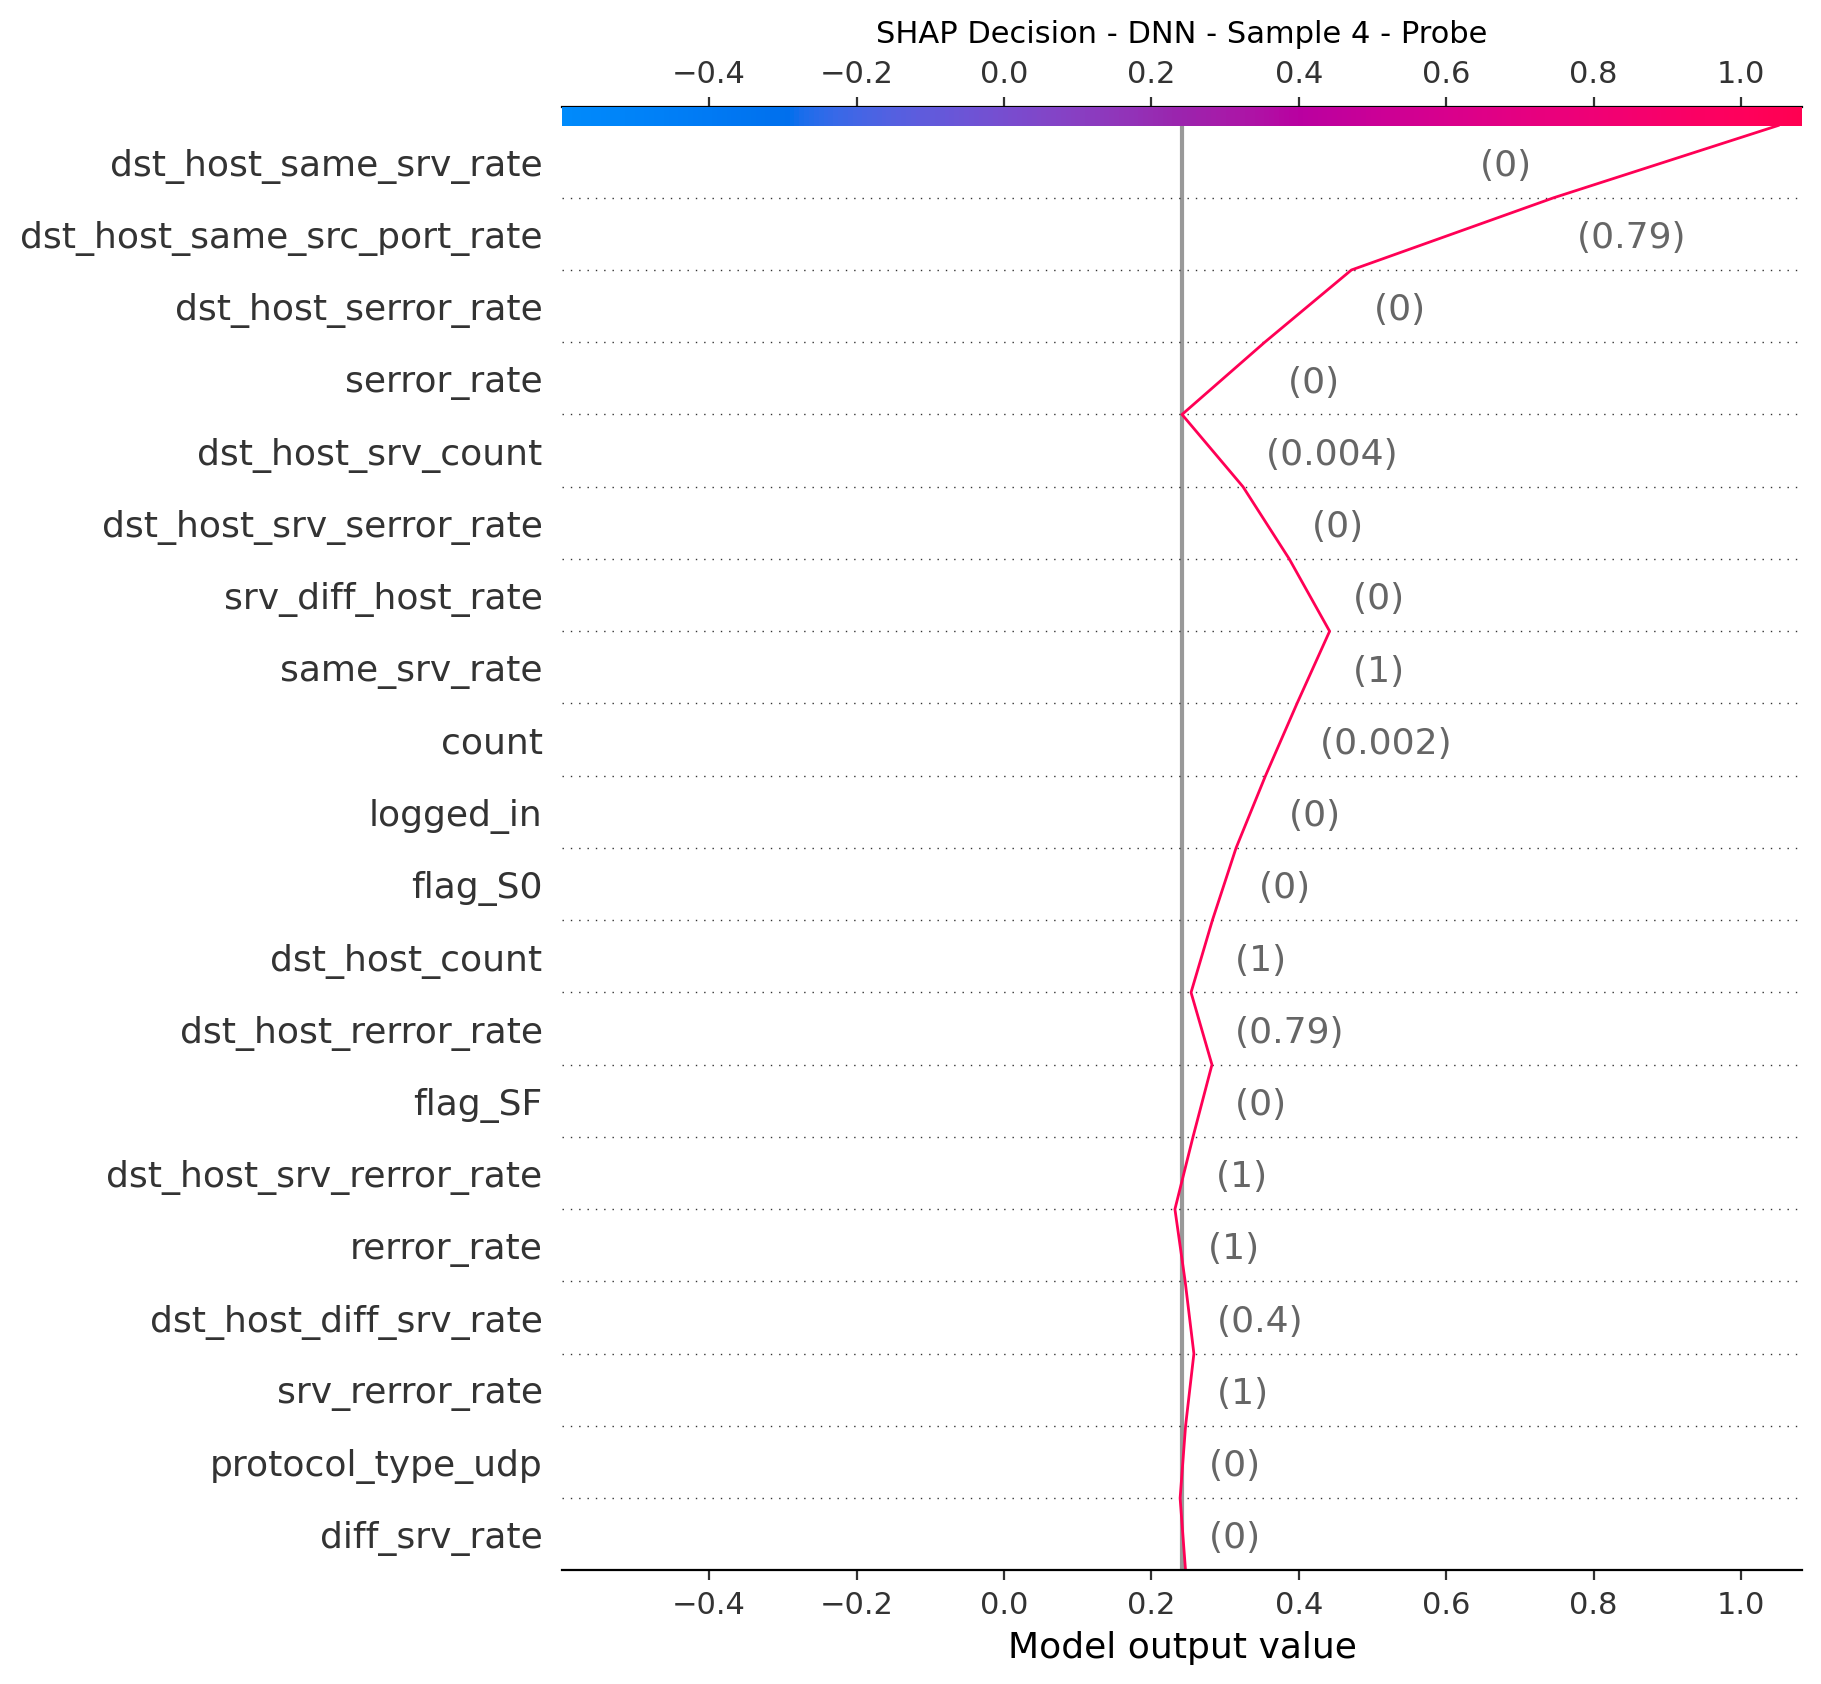 SHAP Decision - DNN - Sample 4 - Probe
−0.4 −0.2 0.0 0.2 0.4 0.6 0.8 1.0
dst_host_same_srv_rate (0)
dst_host_same_src_port_rate (0.79)
dst_host_serror_rate (0)
serror_rate (0)
dst_host_srv_count (0.004)
dst_host_srv_serror_rate (0)
srv_diff_host_rate (0)
same_srv_rate (1)
count (0.002)
logged_in (0)
flag_S0 (0)
dst_host_count (1)
dst_host_rerror_rate (0.79)
flag_SF (0)
dst_host_srv_rerror_rate (1)
rerror_rate (1)
dst_host_diff_srv_rate (0.4)
srv_rerror_rate (1)
protocol_type_udp (0)
diff_srv_rate (0)
−0.4 −0.2 0.0 0.2 0.4 0.6 0.8 1.0
Model output value